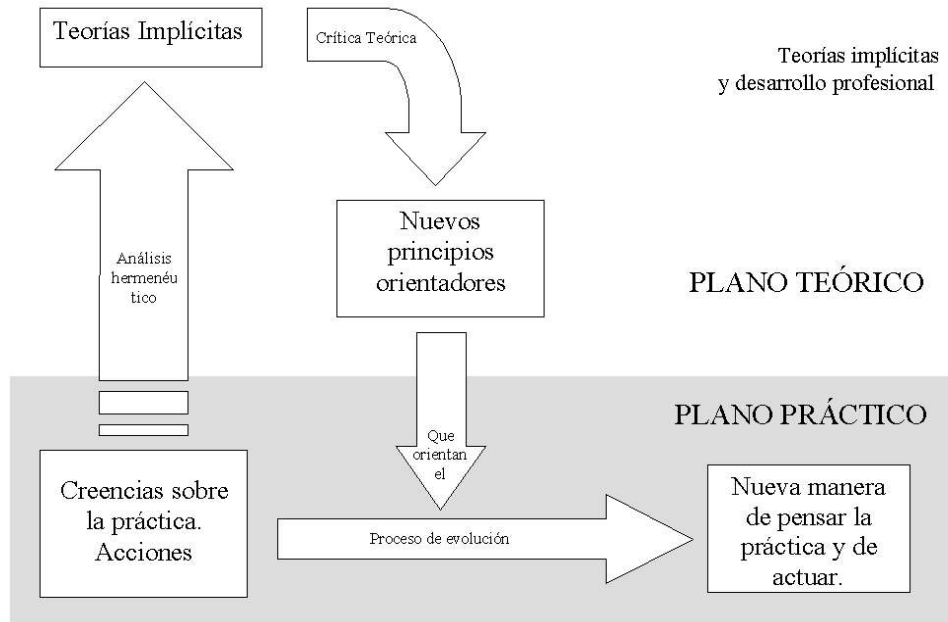 Teorías Implícitas
Crítica Teórica
Teorías implícitas
y desarrollo profesional
Nuevos
principios
orientadores
Análisis
hermenéu
tico
PLANO TEÓRICO
PLANO PRÁCTICO
Que
orientan
el
Creencias sobre
la práctica.
Acciones
Proceso de evolución
Nueva manera
de pensar la
práctica y de
actuar.